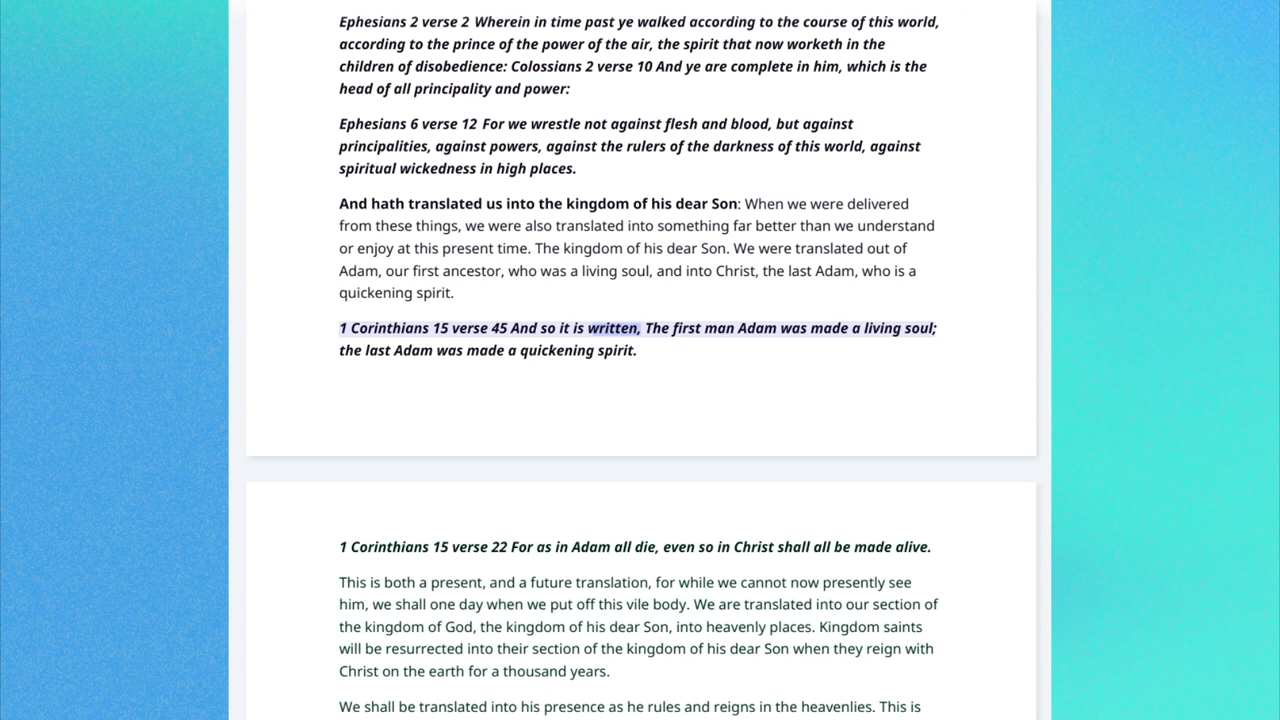 Ephesians 2 verse 2 Wherein in time past ye walked according to the course of this world,
according to the prince of the power of the air, the spirit that now worketh in the
children of disobedience: Colossians 2 verse 10 And ye are complete in him, which is the
head of all principality and power:
Ephesians 6 verse 12 For we wrestle not against flesh and blood, but against
principalities, against powers, against the rulers of the darkness of this world, against
spiritual wickedness in high places.
And hath translated us into the kingdom of his dear Son: When we were delivered
from these things, we were also translated into something far better than we understand
or enjoy at this present time. The kingdom of his dear Son. We were translated out of
Adam, our first ancestor, who was a living soul, and into Christ, the last Adam, who is a
quickening spirit.
1 Corinthians 15 verse 45 And so it is written, The first man Adam was made a living soul;
the last Adam was made a quickening spirit.
1 Corinthians 15 verse 22 For as in Adam all die, even so in Christ shall all be made alive.
This is both a present, and a future translation, for while we cannot now presently see
him, we shall one day when we put off this vile body. We are translated into our section of
the kingdom of God, the kingdom of his dear Son, into heavenly places. Kingdom saints
will be resurrected into their section of the kingdom of his dear Son when they reign with
Christ on the earth for a thousand years.
We shall be translated into his presence as he rules and reigns in the heavenlies. This is